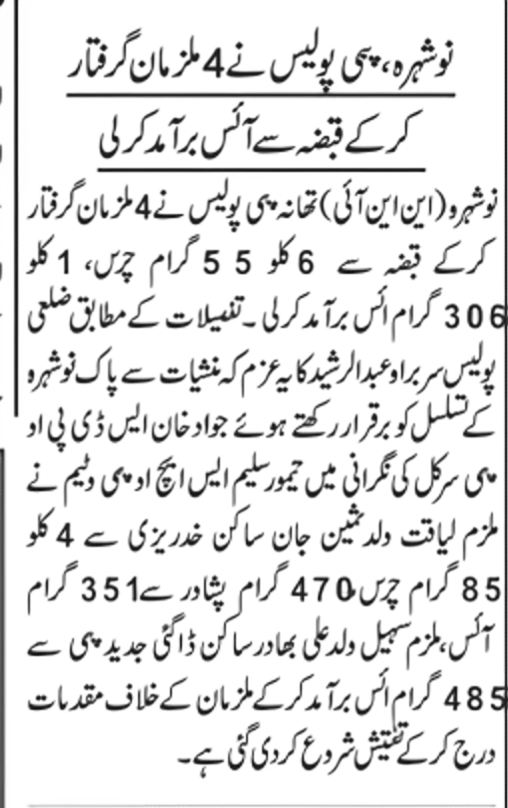 نوشہرہ، پبی پولیس نے 4 ملزمان گرفتار
کر کے قبضہ سے آئس برآمد کر لی
نوشہرہ (این این آئی) تھانہ پبی پولیس نے 4 ملزمان گرفتار
کر کے قبضہ سے 6 کلو 5 5 گرام چرس، 1 کلو
306 گرام ائس برآمد کر لی۔ تفصیلات کے مطابق ضلعی
پولیس سربراہ عبدالرشید کا یہ عزم کہ منشیات سے پاک نوشہرہ
کے تسلسل کو برقرار رکھتے ہوئے جواد خان ایس ڈی پی او
پبی سرکل کی نگرانی میں تیمور سلیم ایس ایچ او پبی وٹیم نے
ملزم لیاقت ولد ثمین جان ساکن خدریزی سے 4 کلو
85 گرام چرس، 470 گرام پشاور سے 351 گرام
آئس، ملزم سہیل ولد علی بھادر ساکن ڈاگئی جدید پبی سے
485 گرام ائس برآمد کر کے ملزمان کے خلاف مقدمات
درج کر کے تفتیش شروع کر دی گئی ہے۔